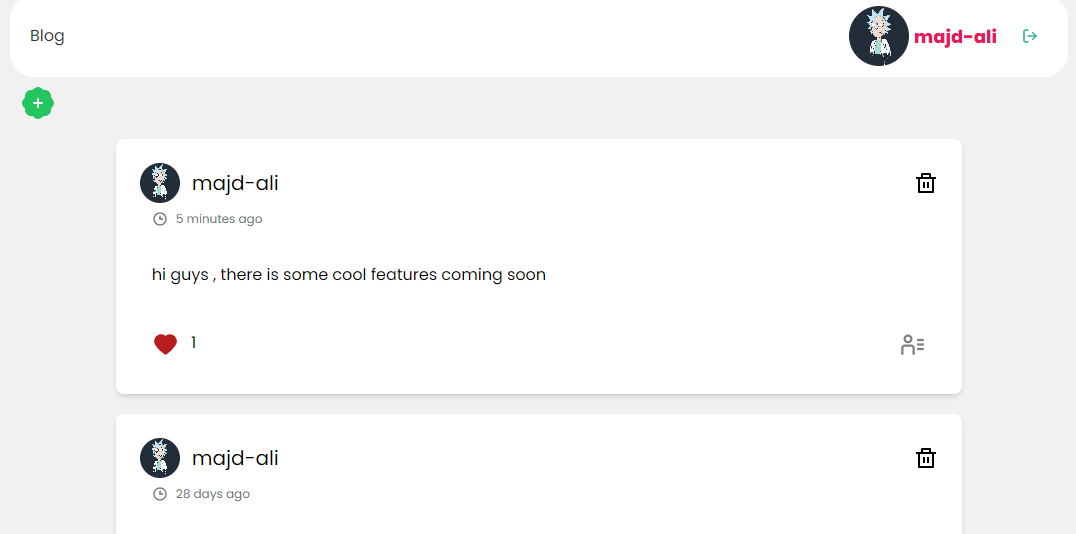 Blog
majd-ali
majd-ali
5 minutes ago
hi guys , there is some cool features coming soon
1
majd-ali
28 days ago